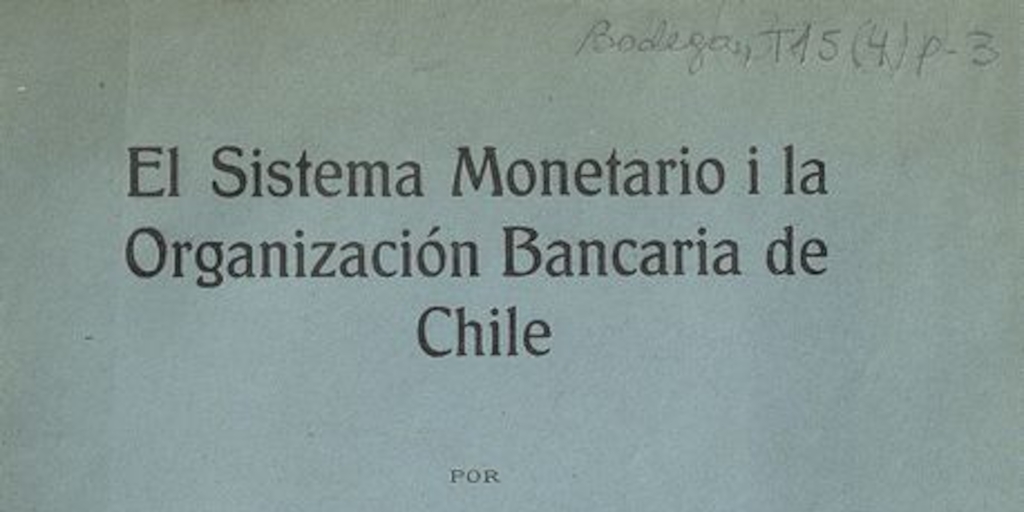 Bodega, T15 (4) p-3
El Sistema Monetario i la
Organización Bancaria de
Chile
POR